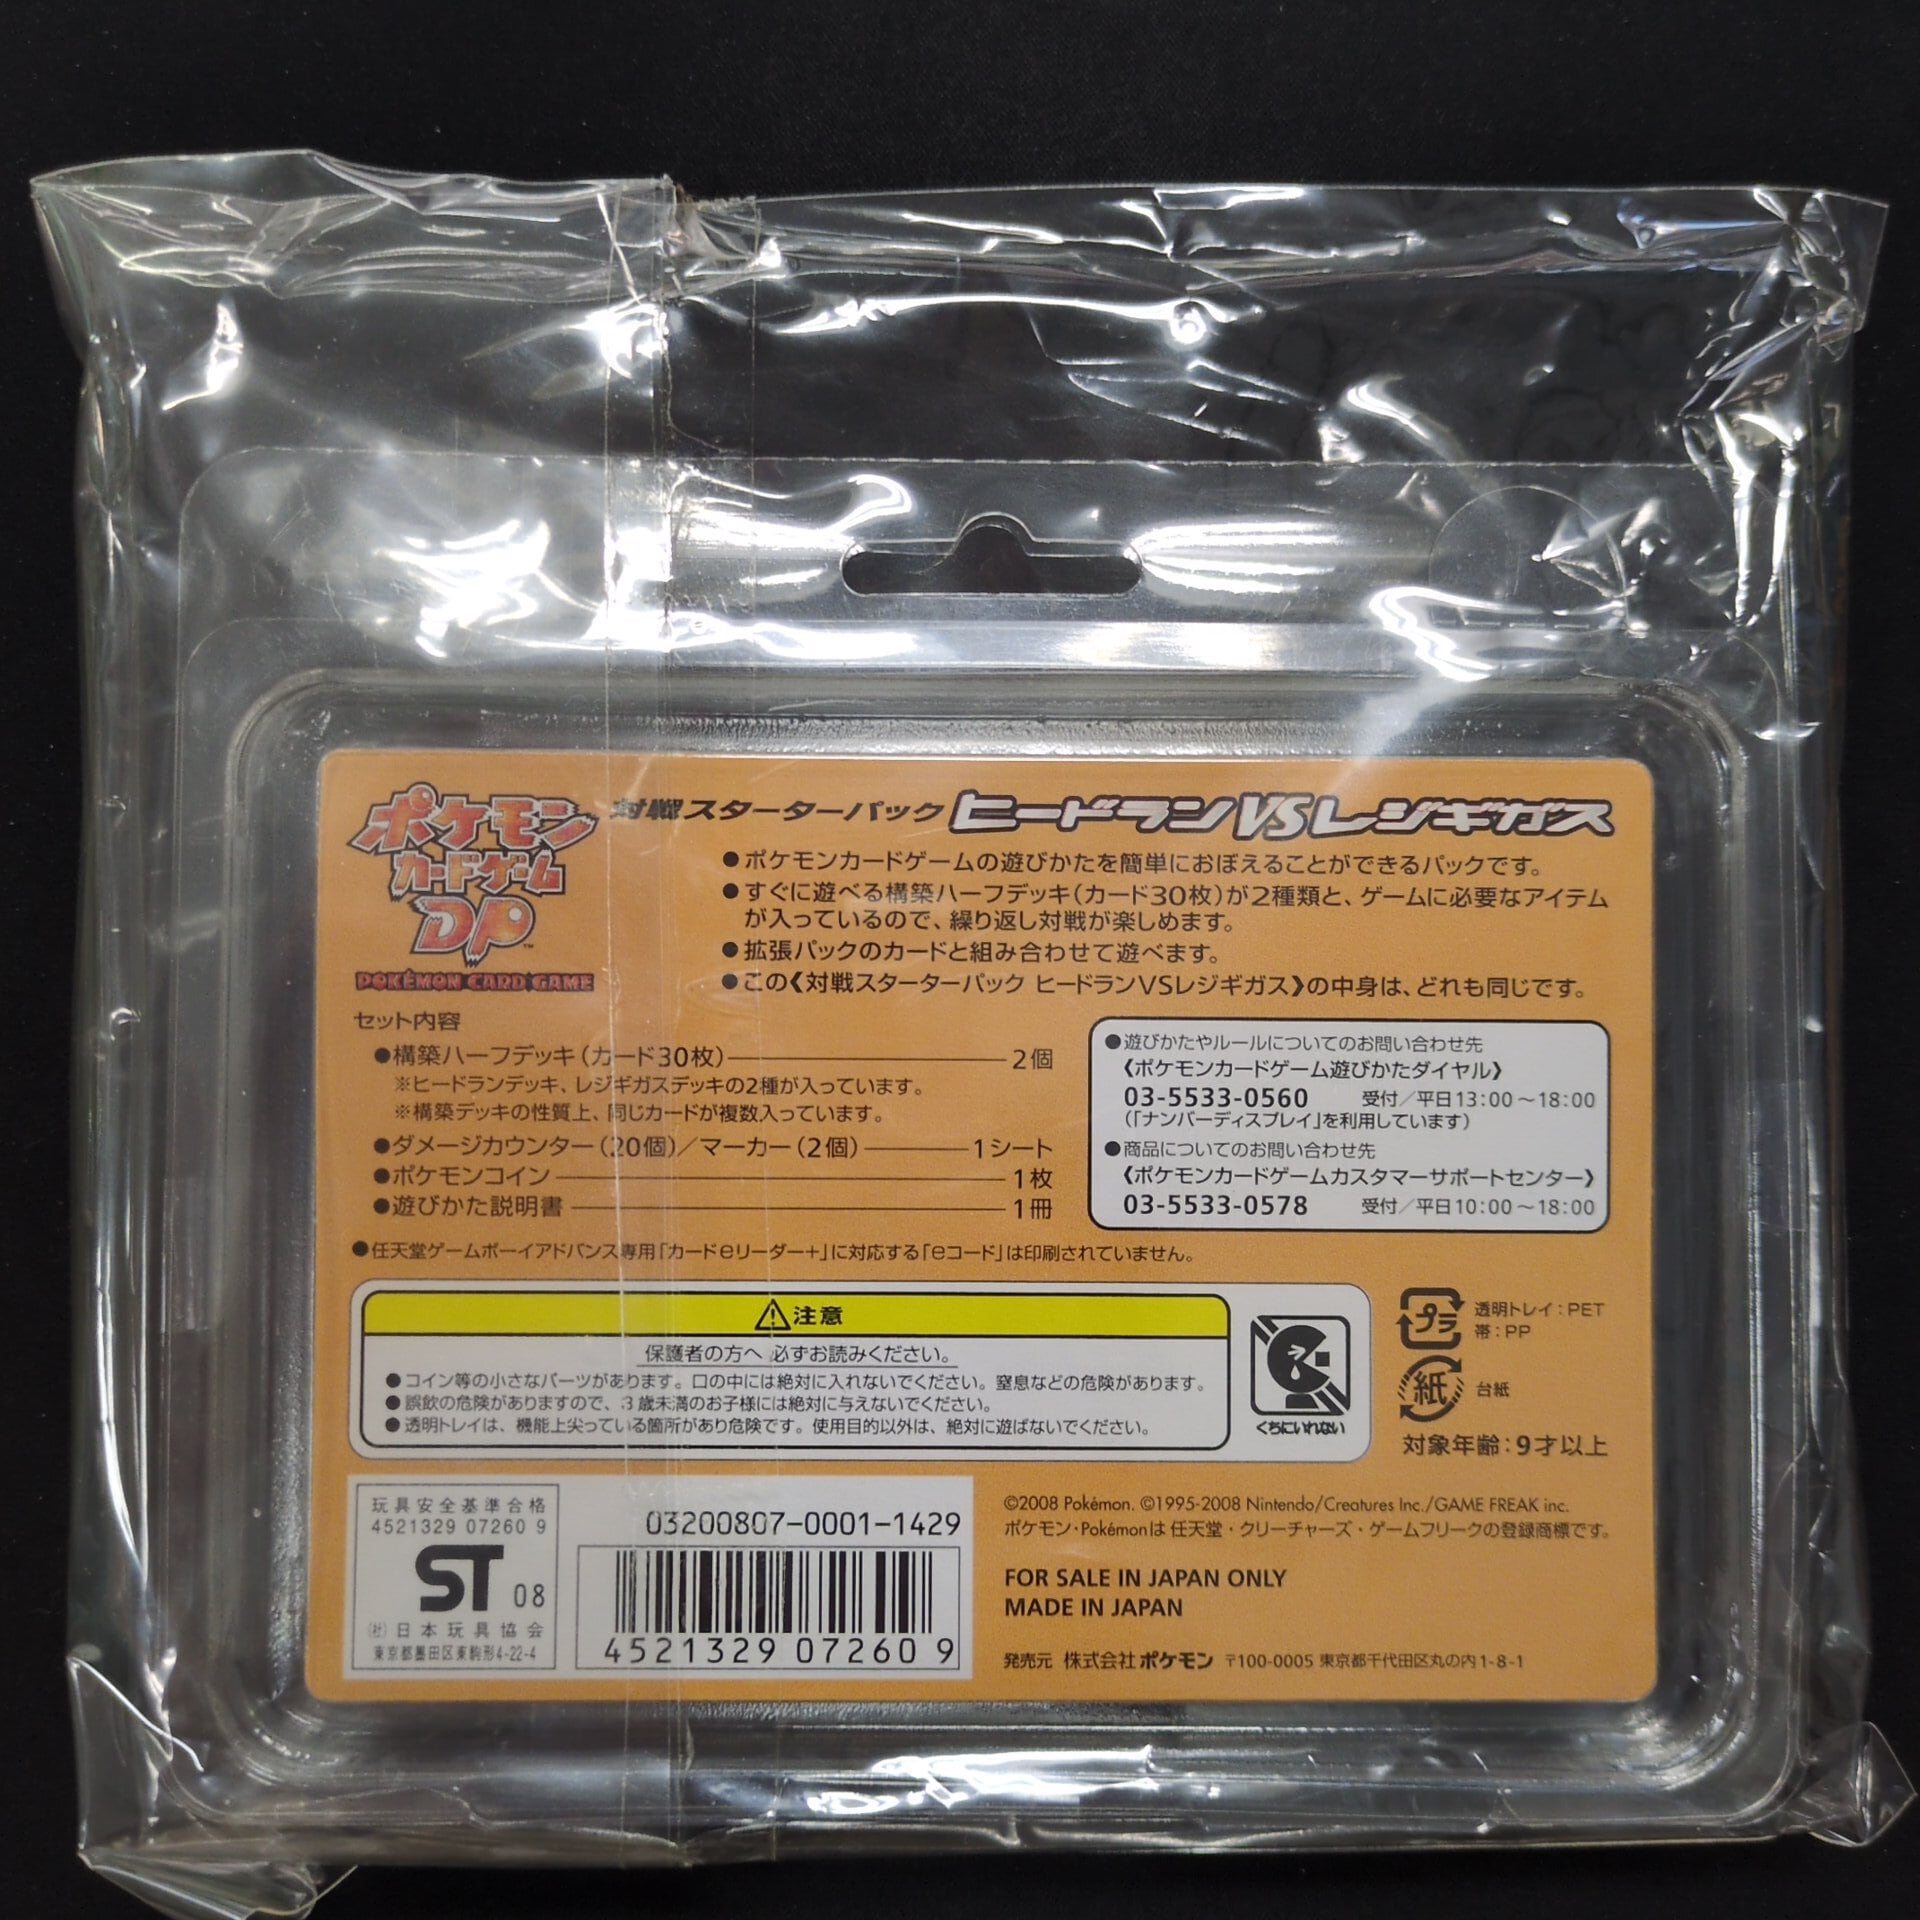 ポケモン
カードゲーム
DP™
POKÉMON CARD GAME
対戦スターターパック ヒードランVSレジギガス
●ポケモンカードゲームの遊びかたを簡単におぼえることができるパックです。
●すぐに遊べる構築ハーフデッキ(カード30枚)が2種類と、ゲームに必要なアイテム
が入っているので、繰り返し対戦が楽しめます。
●拡張パックのカードと組み合わせて遊べます。
●この《対戦スターターパック ヒードランVSレジギガス》の中身は、どれも同じです。
セット内容
●構築ハーフデッキ(カード30枚)―2個
※ヒードランデッキ、レジギガスデッキの2種が入っています。
※構築デッキの性質上、同じカードが複数入っています。
●ダメージカウンター(20個)/マーカー(2個)―1シート
●ポケモンコイン―1枚
●遊びかた説明書―1冊
●遊びかたやルールについてのお問い合わせ先
《ポケモンカードゲーム遊びかたダイヤル》
03-5533-0560 受付/平日13:00~18:00
(「ナンバーディスプレイ」を利用しています)
●商品についてのお問い合わせ先
《ポケモンカードゲームカスタマーサポートセンター》
03-5533-0578 受付/平日10:00~18:00
●任天堂ゲームボーイアドバンス専用「カードeリーダー+」に対応する「eコード」は印刷されていません。
⚠注意
保護者の方へ 必ずお読みください。
●コイン等の小さなパーツがあります。口の中には絶対に入れないでください。窒息などの危険があります。
●誤飲の危険がありますので、3歳未満のお子様には絶対に与えないでください。
●透明トレイは、機能上尖っている箇所があり危険です。使用目的以外は、絶対に遊ばないでください。
くちにいれない
プラ
透明トレイ:PET
帯:PP
紙
台紙
対象年齢:9才以上
玩具安全基準合格
4521329 07260 9
ST 08
(社)日本玩具協会
東京都墨田区東駒形4-22-4
03200807-0001-1429
4521329 072609
©2008 Pokémon. ©1995-2008 Nintendo/Creatures Inc./GAME FREAK inc.
ポケモン・Pokémonは 任天堂・クリーチャーズ・ゲームフリークの登録商標です。
FOR SALE IN JAPAN ONLY
MADE IN JAPAN
発売元 株式会社ポケモン 〒100-0005 東京都千代田区丸の内1-8-1